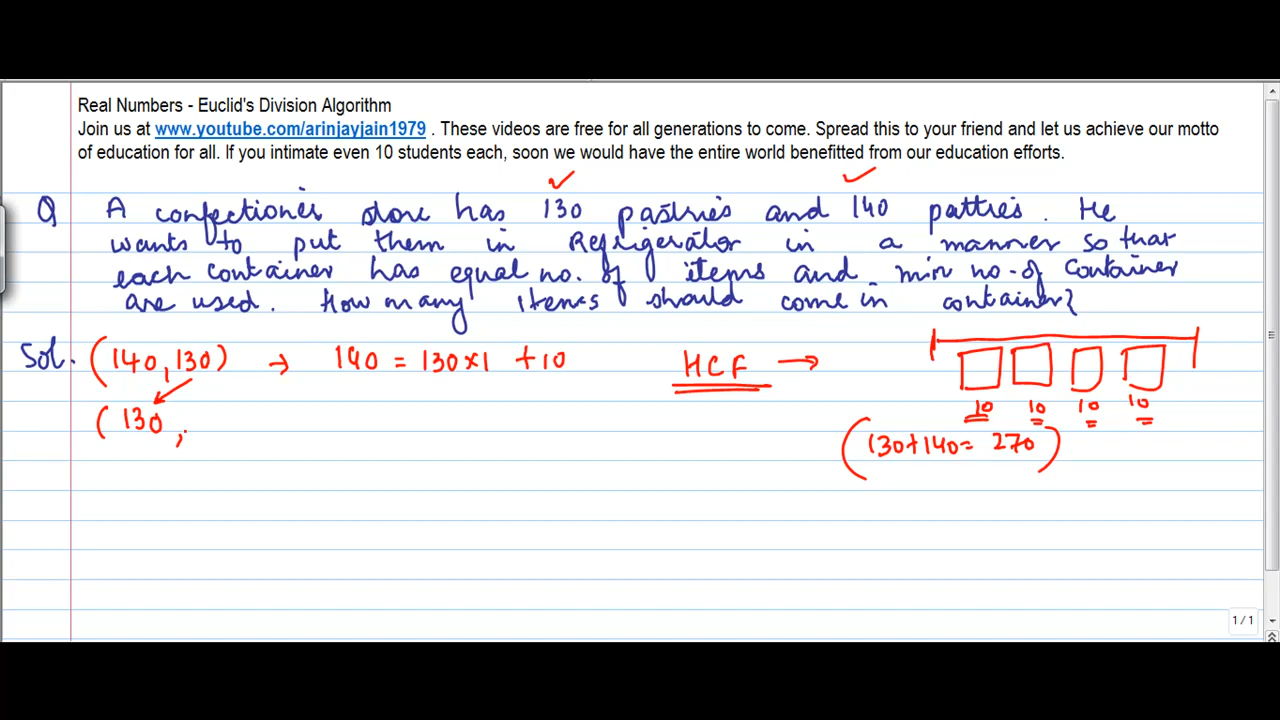 Real Numbers - Euclid's Division Algorithm
Join us at www.youtube.com/arinjayjain1979 . These videos are free for all generations to come. Spread this to your friend and let us achieve our motto
of education for all. If you intimate even 10 students each, soon we would have the entire world benefitted from our education efforts.
Q A confectioner store has 130 pastries and 140 patties. He
wants to put them in Refrigerator in a manner so that
each container has equal no. of items and min no. of container
are used. How many items should come in container?
Sol. (140, 130) → 140 = 130×1 + 10 HCF →
10 10 10 10
( 130 ,
(130+140= 270)
1 / 1